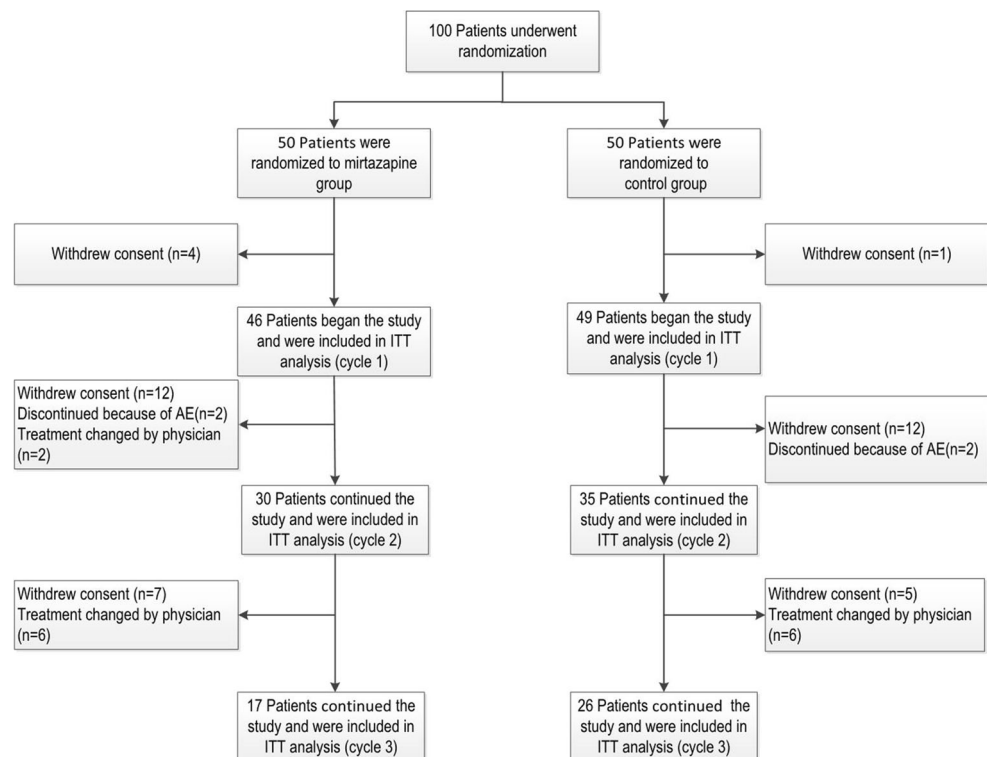 100 Patients underwent
randomization
50 Patients were
randomized to mirtazapine
group
50 Patients were
randomized to
control group
Withdrew consent (n=4)
Withdrew consent (n=1)
46 Patients began the study
and were included in ITT
analysis (cycle 1)
49 Patients began the study
and were included in ITT
analysis (cycle 1)
Withdrew consent (n=12)
Discontinued because of AE(n=2)
Treatment changed by physician
(n=2)
Withdrew consent (n=12)
Discontinued because of AE(n=2)
30 Patients continued the
study and were included in
ITT analysis (cycle 2)
35 Patients continued the
study and were included in
ITT analysis (cycle 2)
Withdrew consent (n=7)
Treatment changed by physician
(n=6)
Withdrew consent (n=5)
Treatment changed by physician
(n=6)
17 Patients continued the
study and were included in
ITT analysis (cycle 3)
26 Patients continued the
study and were included in
ITT analysis (cycle 3)